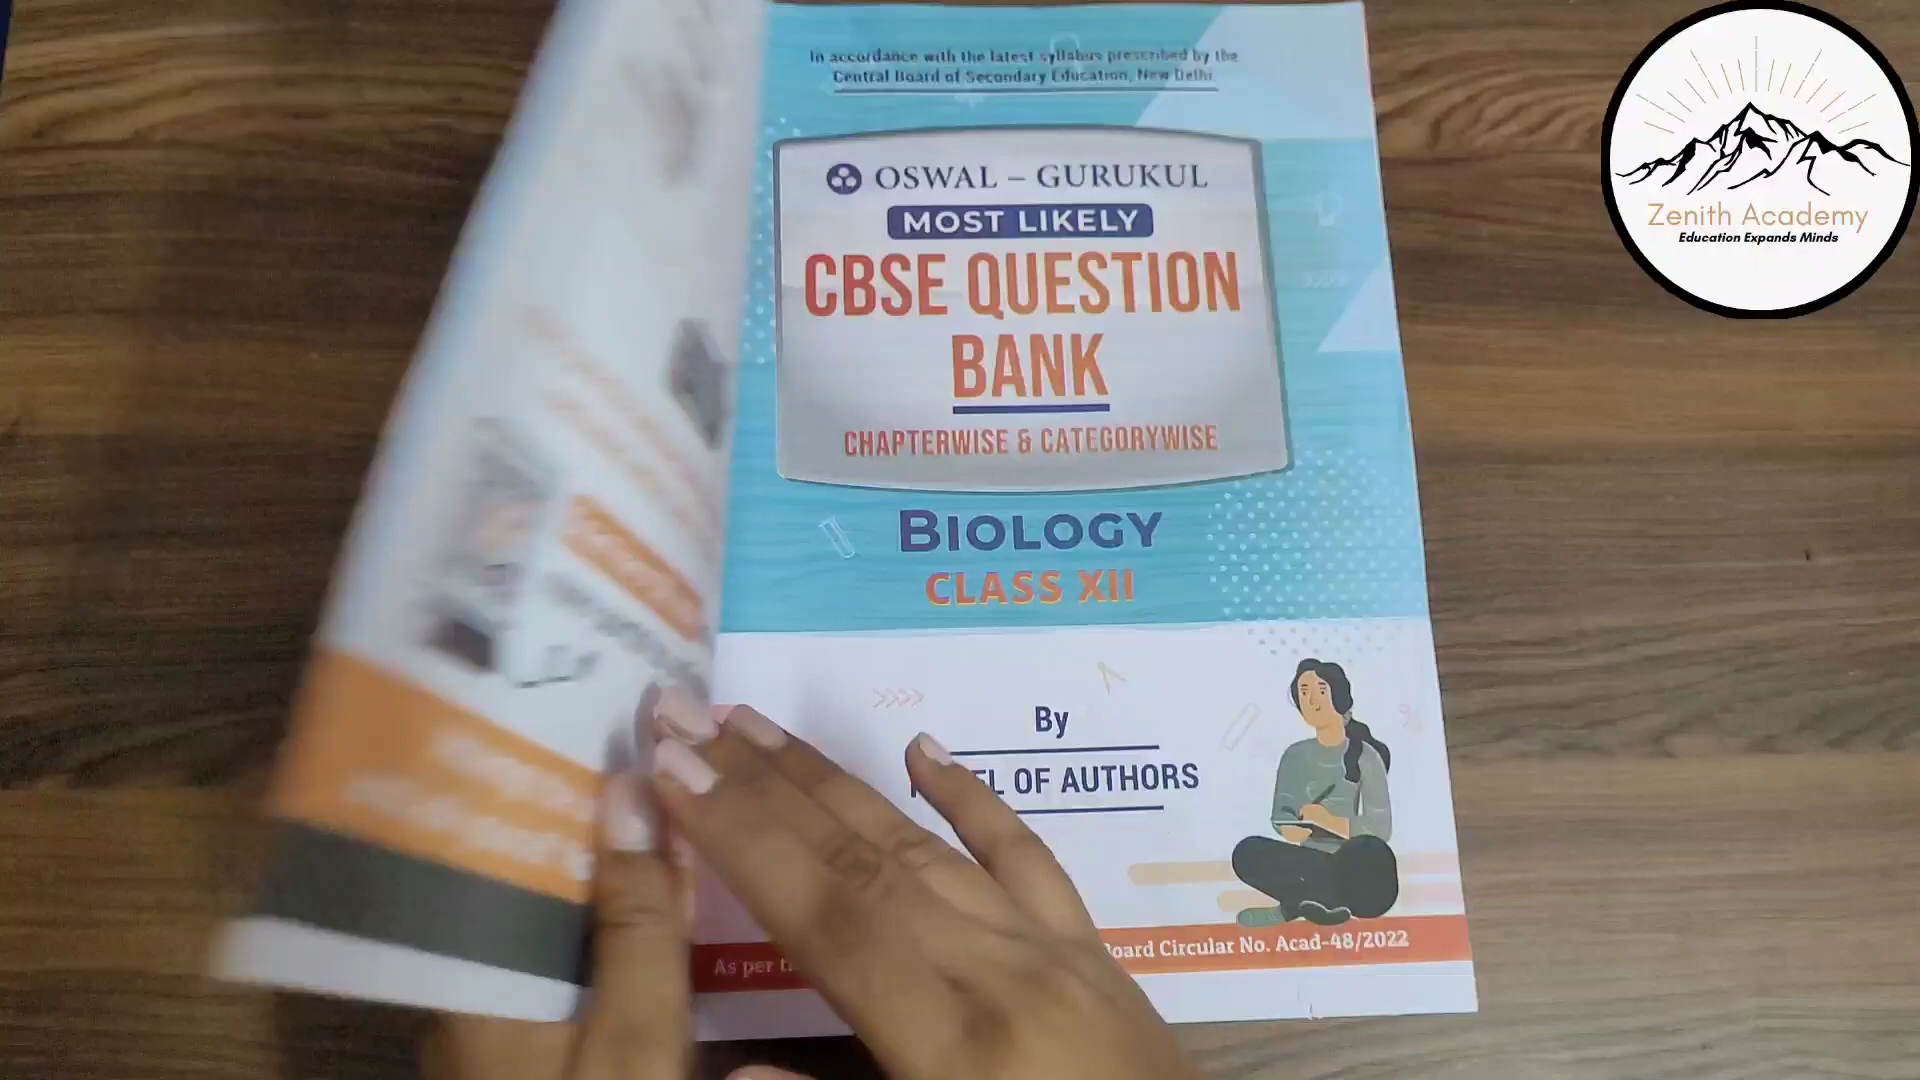 In accordance with the latest syllabus prescribed by the
Central Board of Secondary Education, New Delhi.
OSWAL – GURUKUL
MOST LIKELY
CBSE QUESTION
BANK
CHAPTERWISE & CATEGORYWISE
BIOLOGY
CLASS XII
By
OF AUTHORS
As per
Board Circular No. Acad-48/2022
Zenith Academy
Education Expands Minds